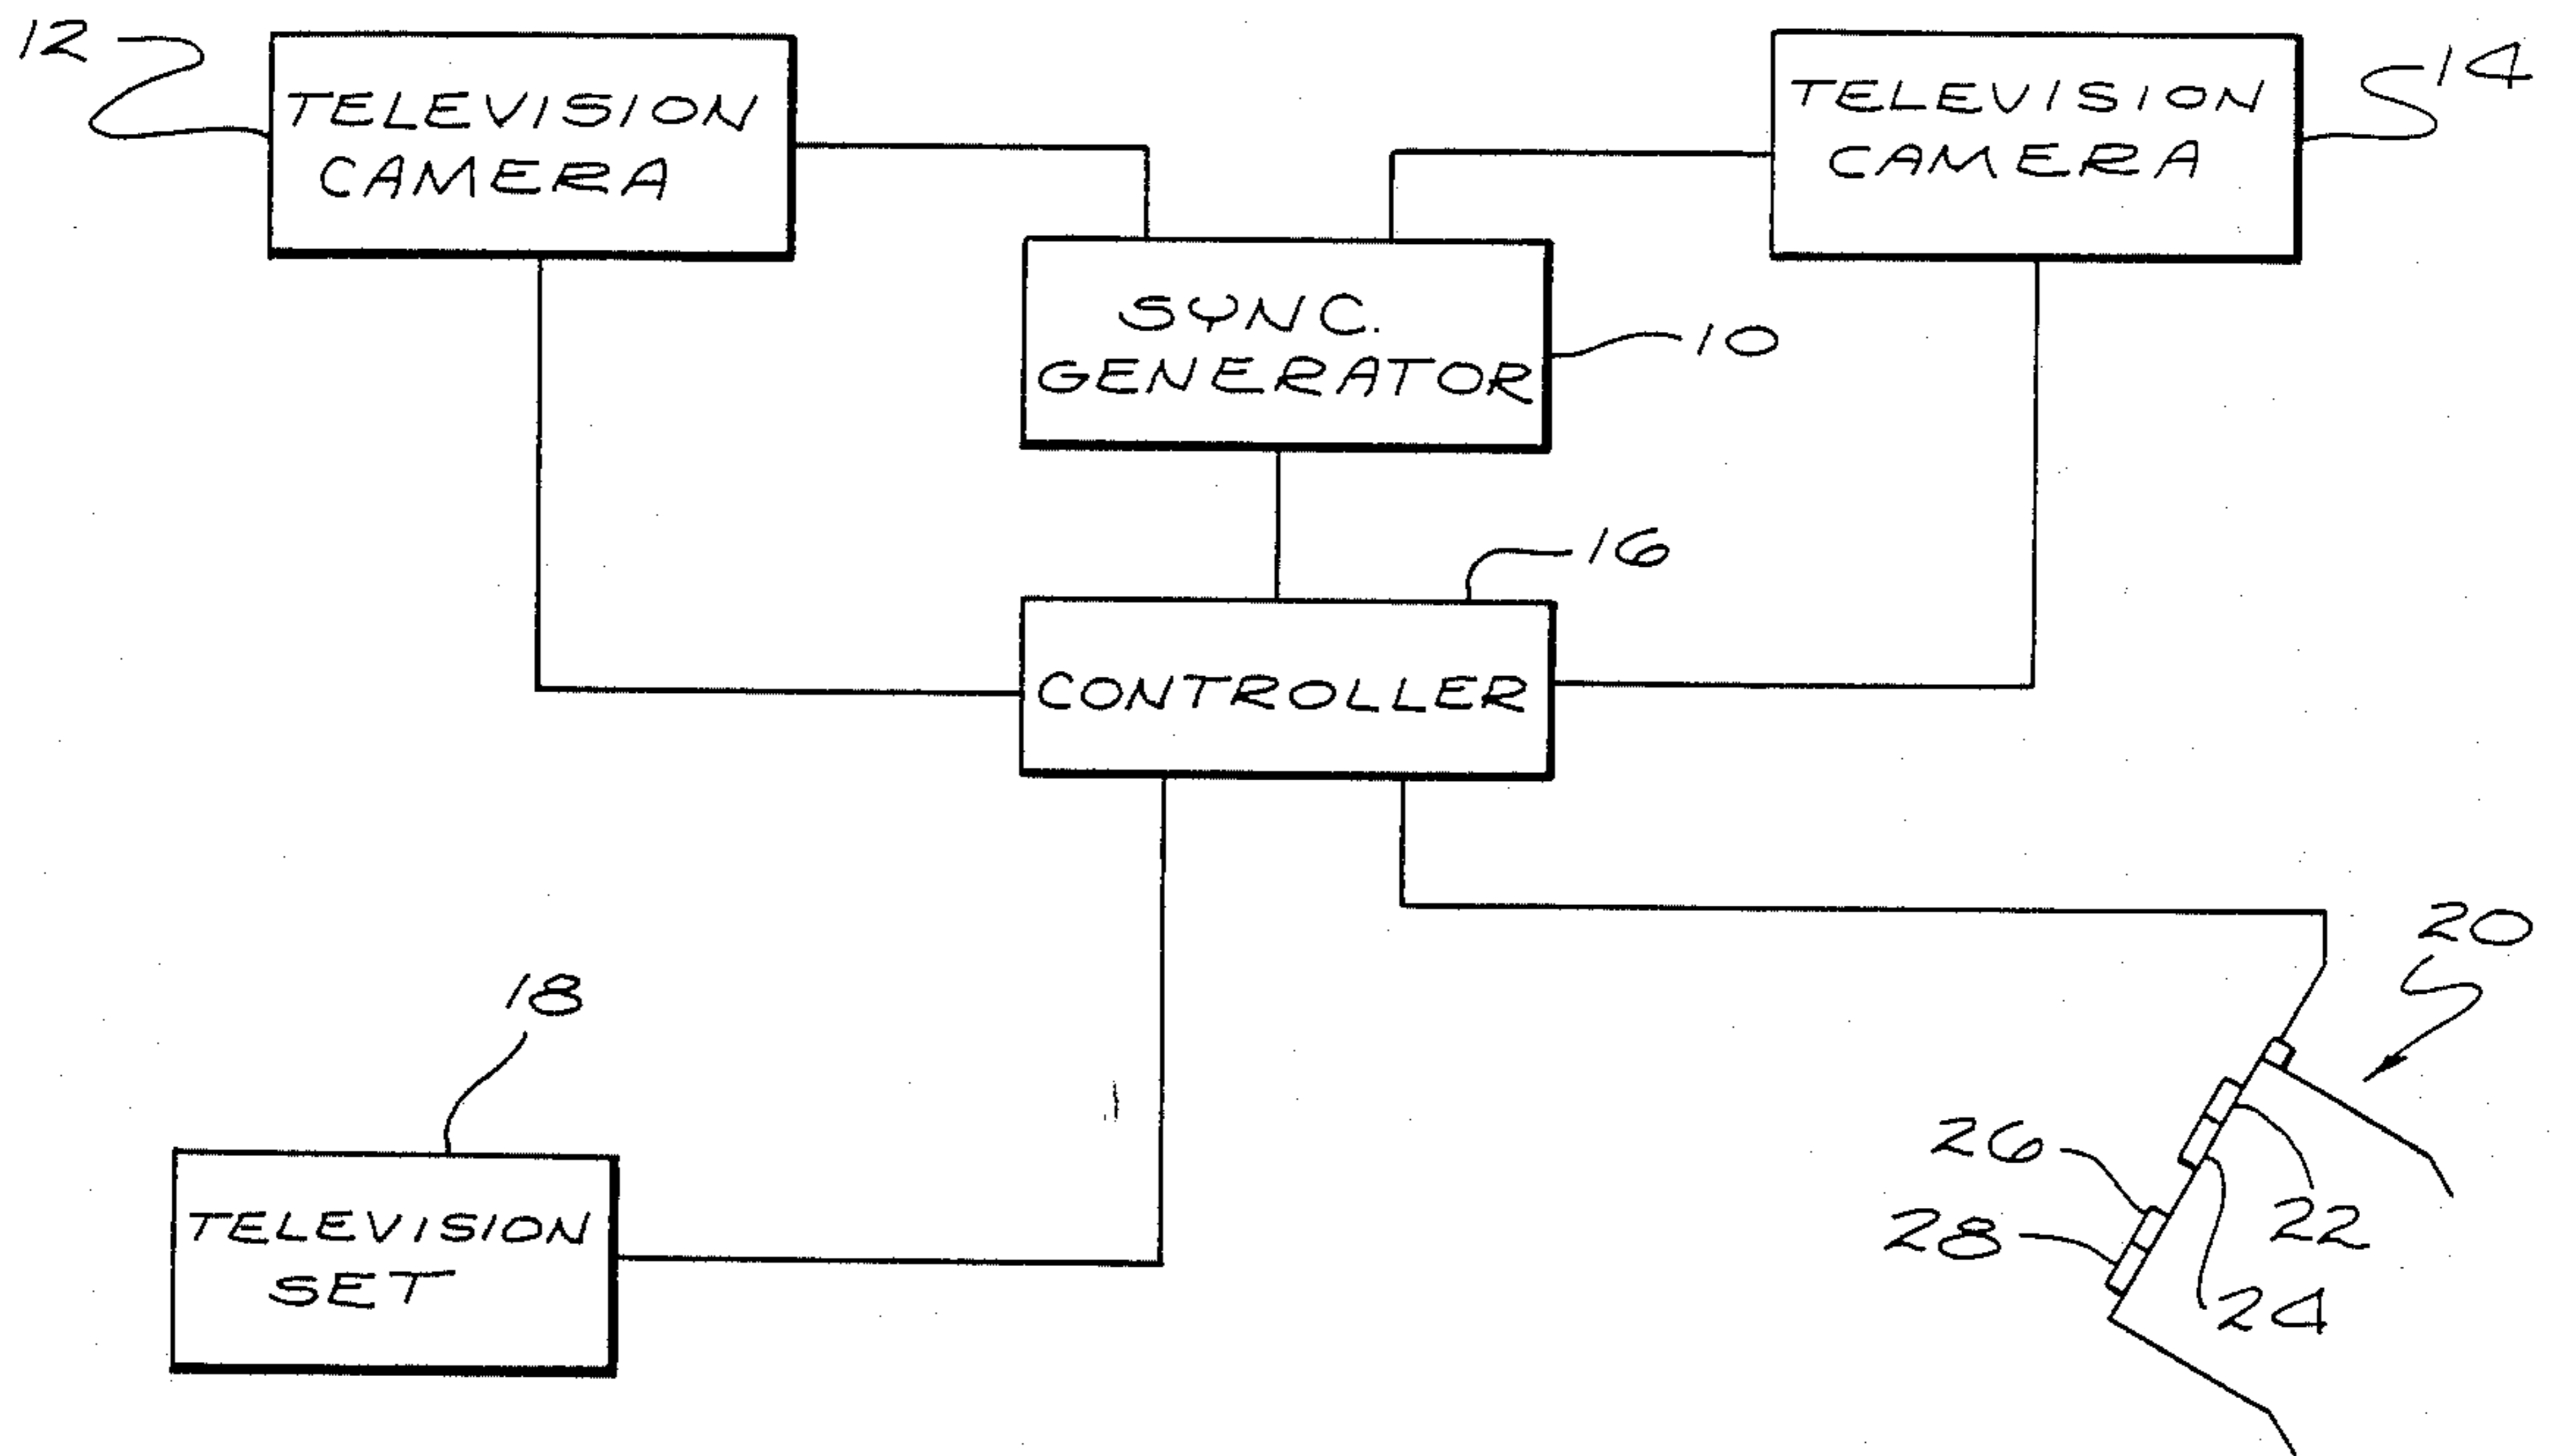 12
TELEVISION
CAMERA
TELEVISION
CAMERA
14
SYNC.
GENERATOR
10
16
CONTROLLER
20
18
26
28
22
24
TELEVISION
SET